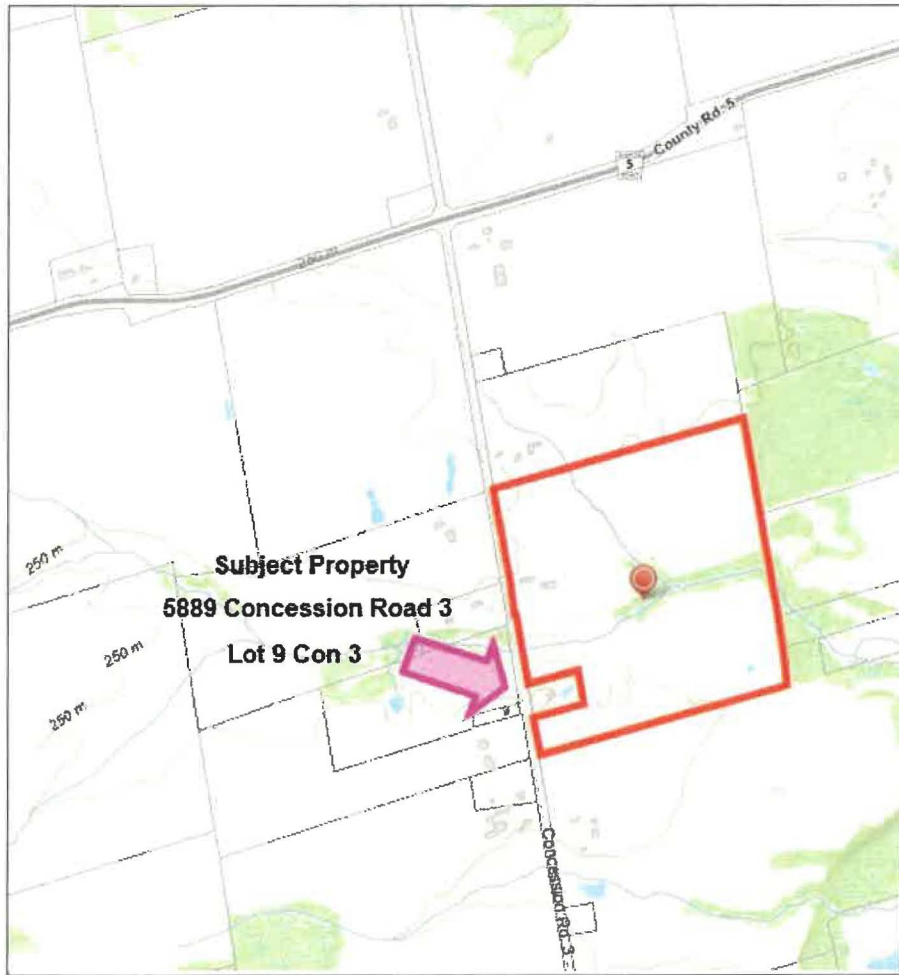 County Rd. 5
5
260 m
250 m
Subject Property
5889 Concession Road 3
250 m
Lot 9 Con 3
250 m
Concession Rd. 3